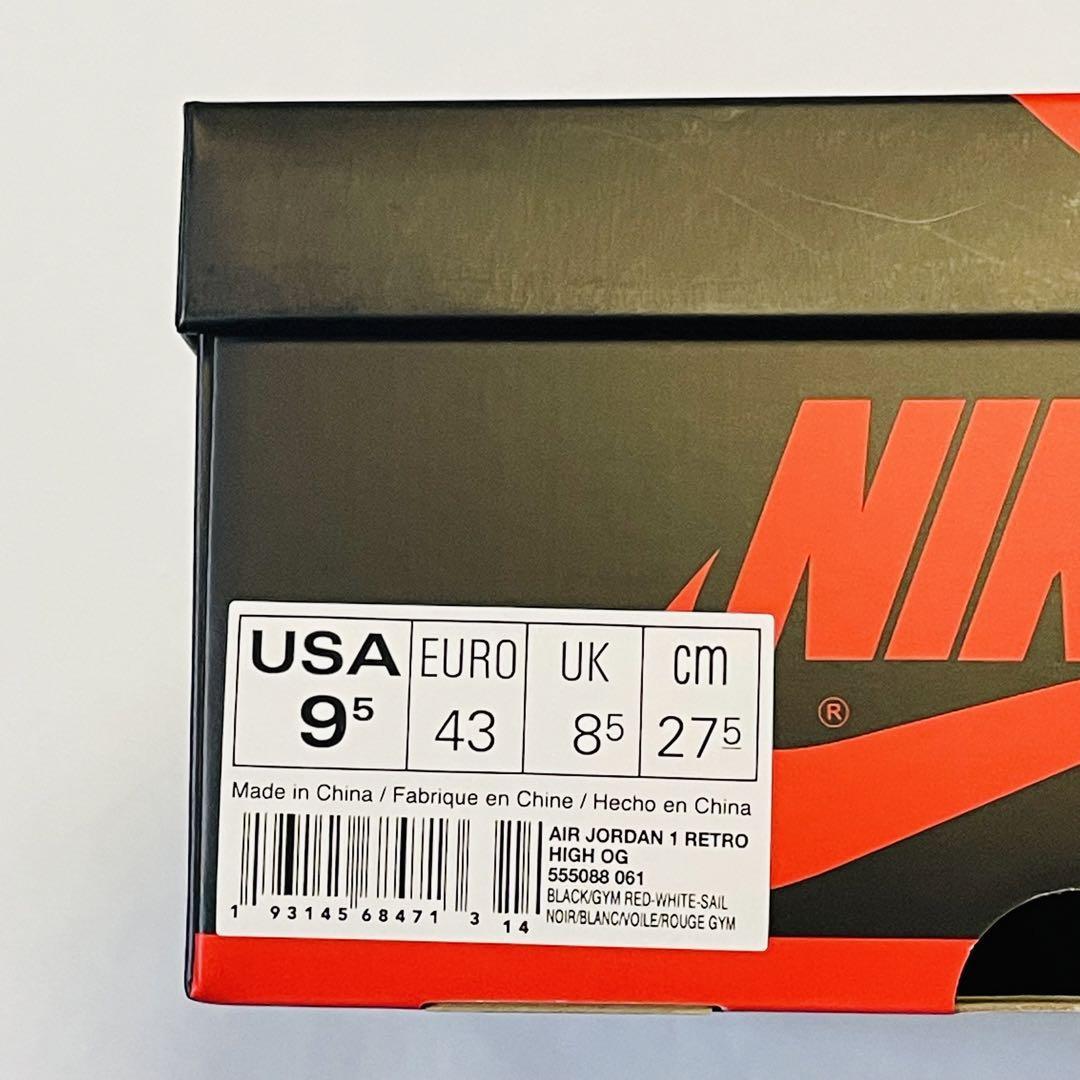 NIK
®
USA EURO UK cm
9⁵ 43 8⁵ 27⁵
Made in China / Fabrique en Chine / Hecho en China
AIR JORDAN 1 RETRO
HIGH OG
555088 061
BLACK/GYM RED-WHITE-SAIL
NOIR/BLANC/VOILE/ROUGE GYM
1 93145 68471 3 14